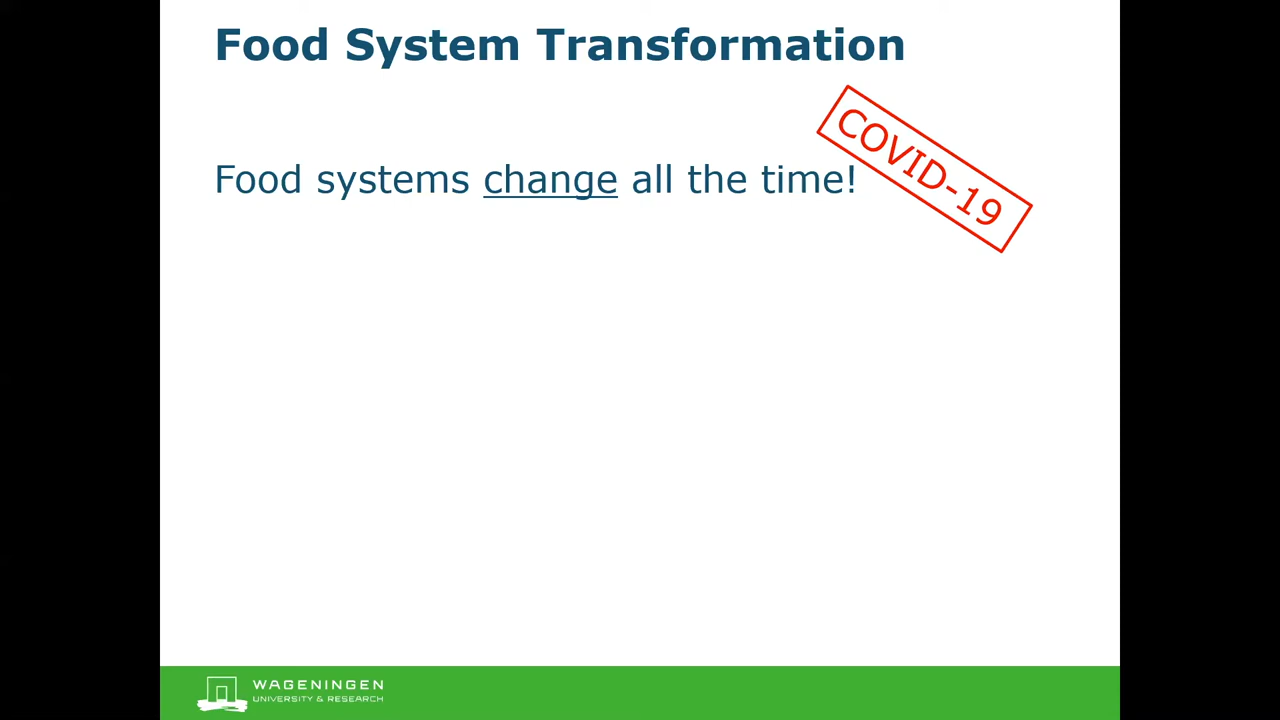 Food System Transformation
COVID-19
Food systems change all the time!
WAGENINGEN
UNIVERSITY & RESEARCH